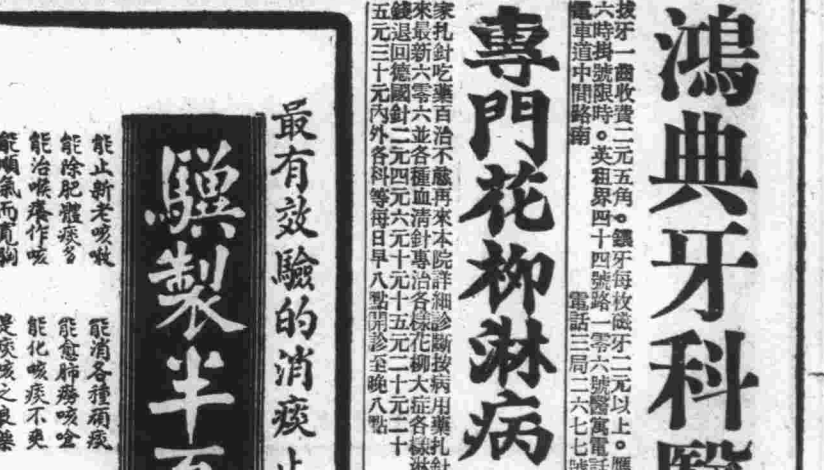 鴻典牙科醫
拔牙一齒收費二元五角。鑲牙每枚磁牙二元以上。
六時掛號限時。英租界四十四號路一零六號醫寓電話
電車道中間路南 電話三局二六七七號
專門花柳淋病
家扎針吃藥百治不愈再來本院詳細診斷按病用藥扎針
來最新六零六並各種血清針專治各樣花柳大症各樣淋
錢退回德國針二元四元六元十元十五元二十元二十
五元三十元內外各科等每日早八點開診至晚八點
最有效驗的消痰止
製半
能止新老咳嗽 能消各種頑痰
能除肥體痰多 能愈肺癆咳血
能治喉癢作咳 能化咳痰不爽
能順氣而寬胸 是痰咳之良藥